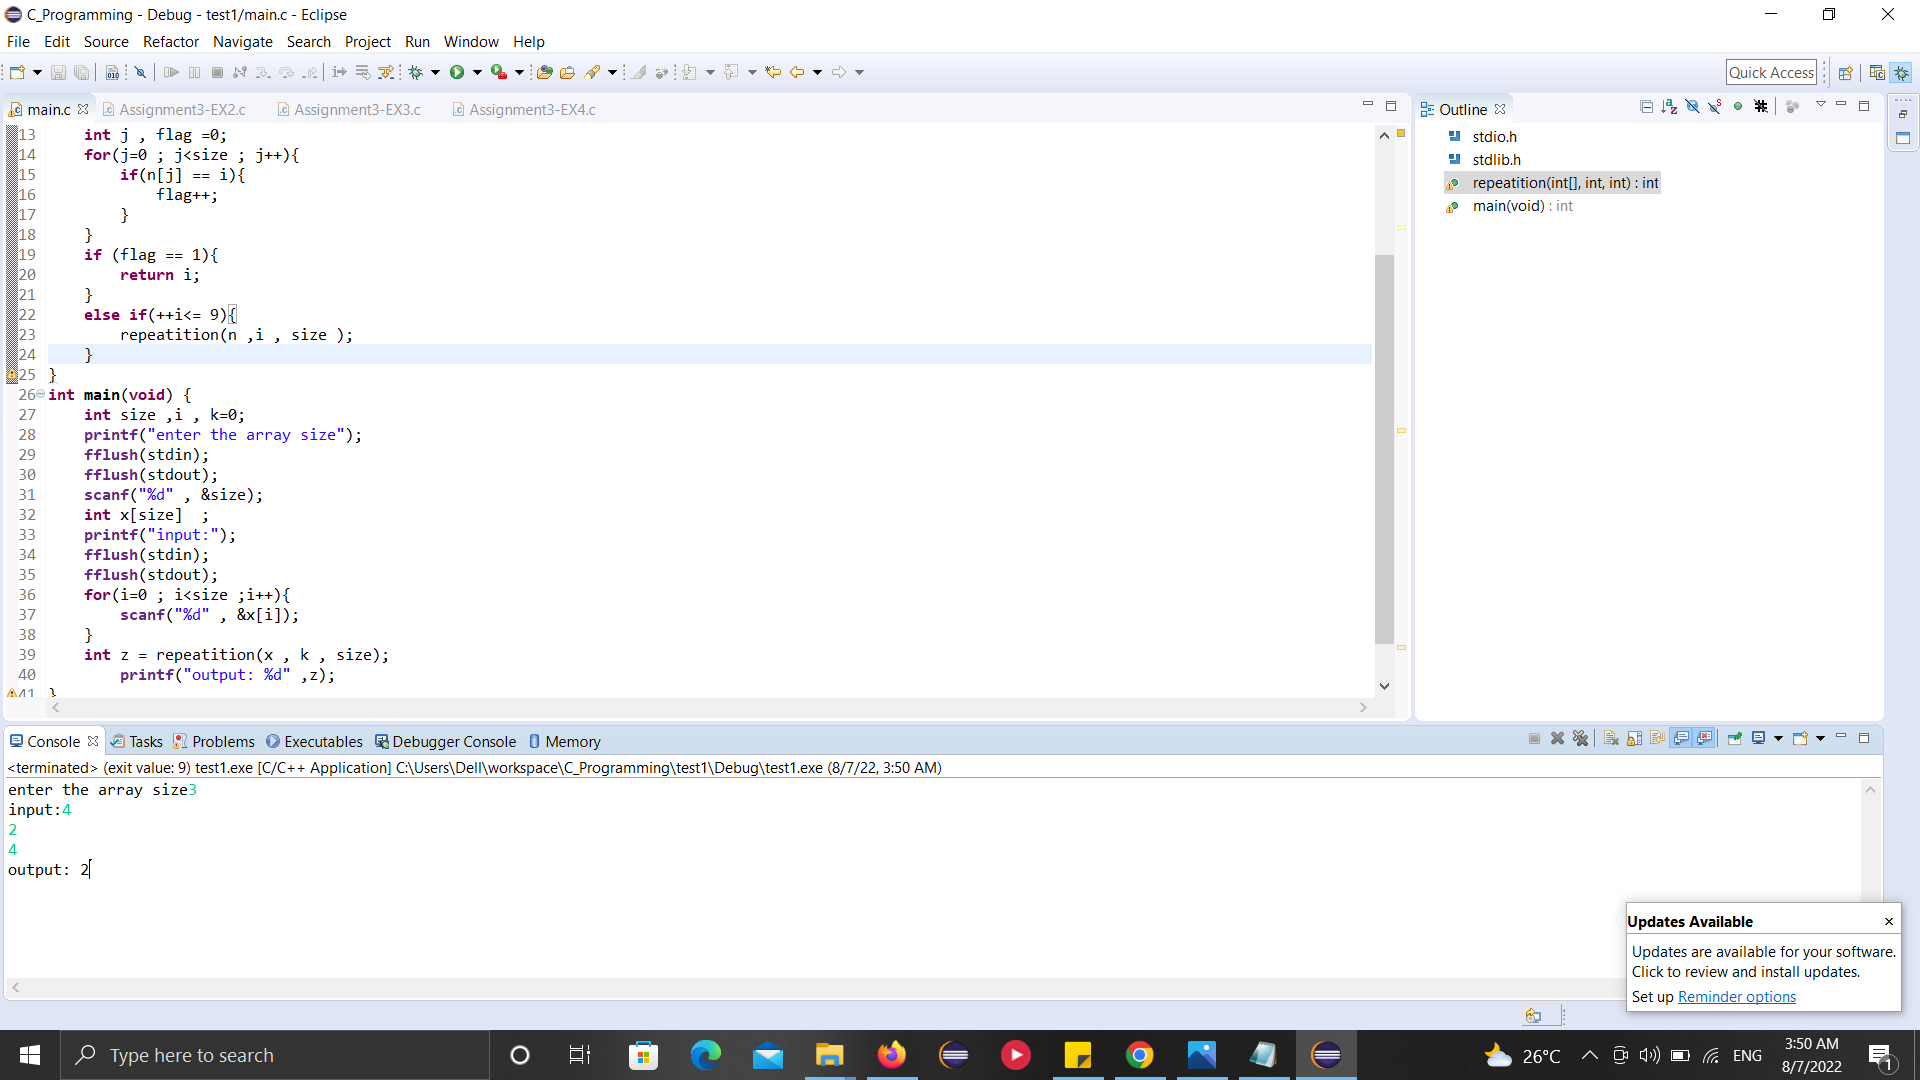 C_Programming - Debug - test1/main.c - Eclipse
File Edit Source Refactor Navigate Search Project Run Window Help
Quick Access
main.c Assignment3-EX2.c Assignment3-EX3.c Assignment3-EX4.c
13 int j , flag =0;
14 for(j=0 ; j<size ; j++){
15 if(n[j] == i){
16 flag++;
17 }
18 }
19 if (flag == 1){
20 return i;
21 }
22 else if(++i<= 9){
23 repeatition(n ,i , size );
24 }
25 }
26 int main(void) {
27 int size ,i , k=0;
28 printf("enter the array size");
29 fflush(stdin);
30 fflush(stdout);
31 scanf("%d" , &size);
32 int x[size]  ;
33 printf("input:");
34 fflush(stdin);
35 fflush(stdout);
36 for(i=0 ; i<size ;i++){
37 scanf("%d" , &x[i]);
38 }
39 int z = repeatition(x , k , size);
40 printf("output: %d" ,z);
41 }
Outline
stdio.h
stdlib.h
repeatition(int[], int, int) : int
main(void) : int
Console Tasks Problems Executables Debugger Console Memory
<terminated> (exit value: 9) test1.exe [C/C++ Application] C:\Users\Dell\workspace\C_Programming\test1\Debug\test1.exe (8/7/22, 3:50 AM)
enter the array size3
input:4
2
4
output: 2
Updates Available
Updates are available for your software.
Click to review and install updates.
Set up Reminder options
Type here to search
26°C
ENG
3:50 AM
8/7/2022
1